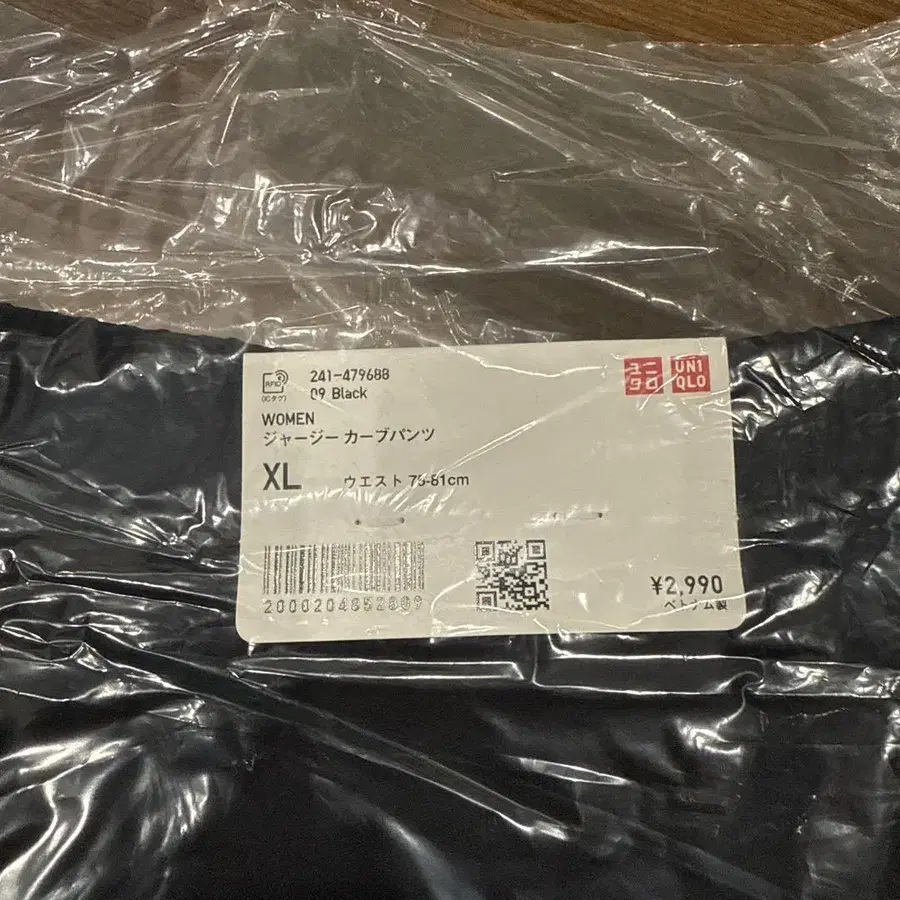 RFID
(ICタグ)
241-479688
09 Black
ユニ
クロ
UNI
QLO
WOMEN
ジャージー カーブパンツ
XL
ウエスト 75-81cm
2000204852809
¥2,990
ベトナム製